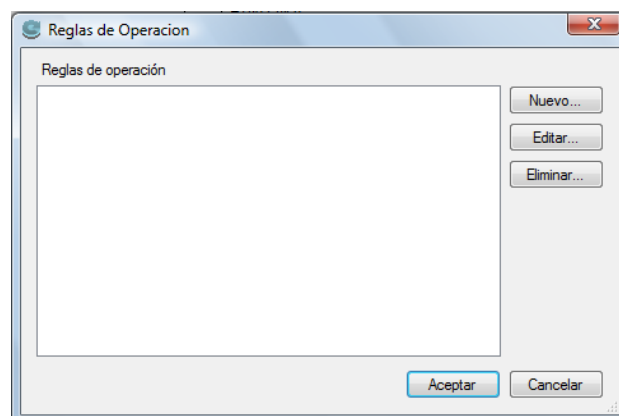 Reglas de Operacion
Reglas de operación
Nuevo...
Editar...
Eliminar...
Aceptar
Cancelar